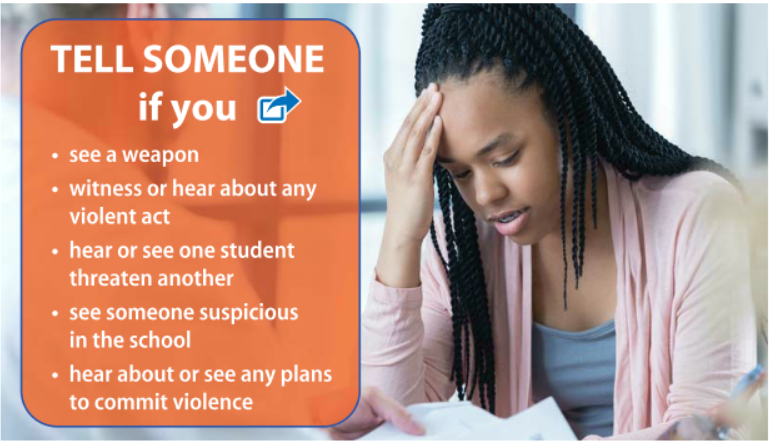 TELL SOMEONE
if you
• see a weapon
• witness or hear about any
violent act
• hear or see one student
threaten another
• see someone suspicious
in the school
• hear about or see any plans
to commit violence